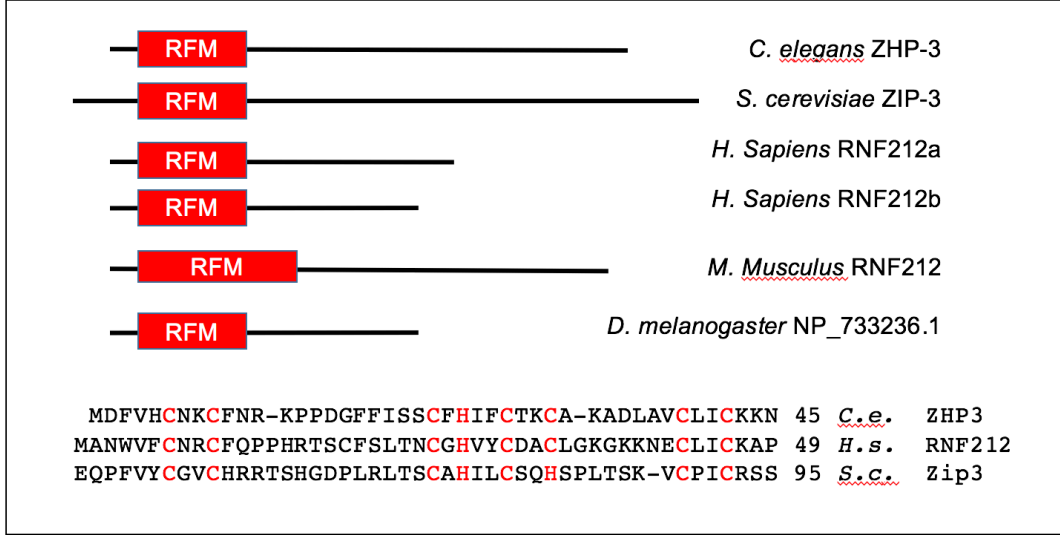 RFM C. elegans ZHP-3
RFM S. cerevisiae ZIP-3
RFM H. Sapiens RNF212a
RFM H. Sapiens RNF212b
RFM M. Musculus RNF212
RFM D. melanogaster NP_733236.1
MDFVHCNKCFNR-KPPDGFFISSCFHIFCTKCA-KADLAVCLICKKN 45 C.e. ZHP3
MANWVFCNRCFQPPHRTSCFSLTNCGHVYCDACLGKGKKNECLICKAP 49 H.s. RNF212
EQPFVYCGVCHRRTSHGDPLRLTSCAHILCSQHSPLTSK-VCPICRSS 95 S.c. Zip3